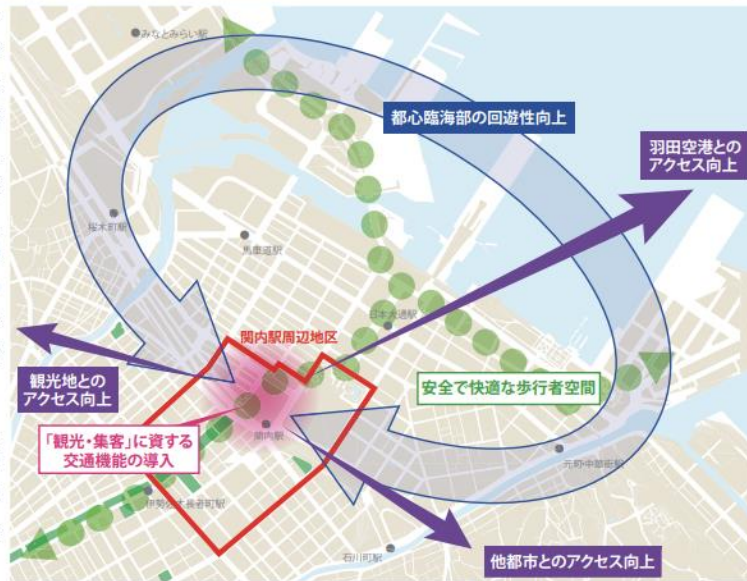 みなとみらい駅
都心臨海部の回遊性向上
羽田空港との
アクセス向上
桜木町駅
馬車道駅
日本大通駅
関内駅周辺地区
観光地との
アクセス向上
安全で快適な歩行者空間
「観光・集客」に資する
交通機能の導入
関内駅
元町・中華街駅
伊勢佐木長者町駅
石川町駅
他都市とのアクセス向上